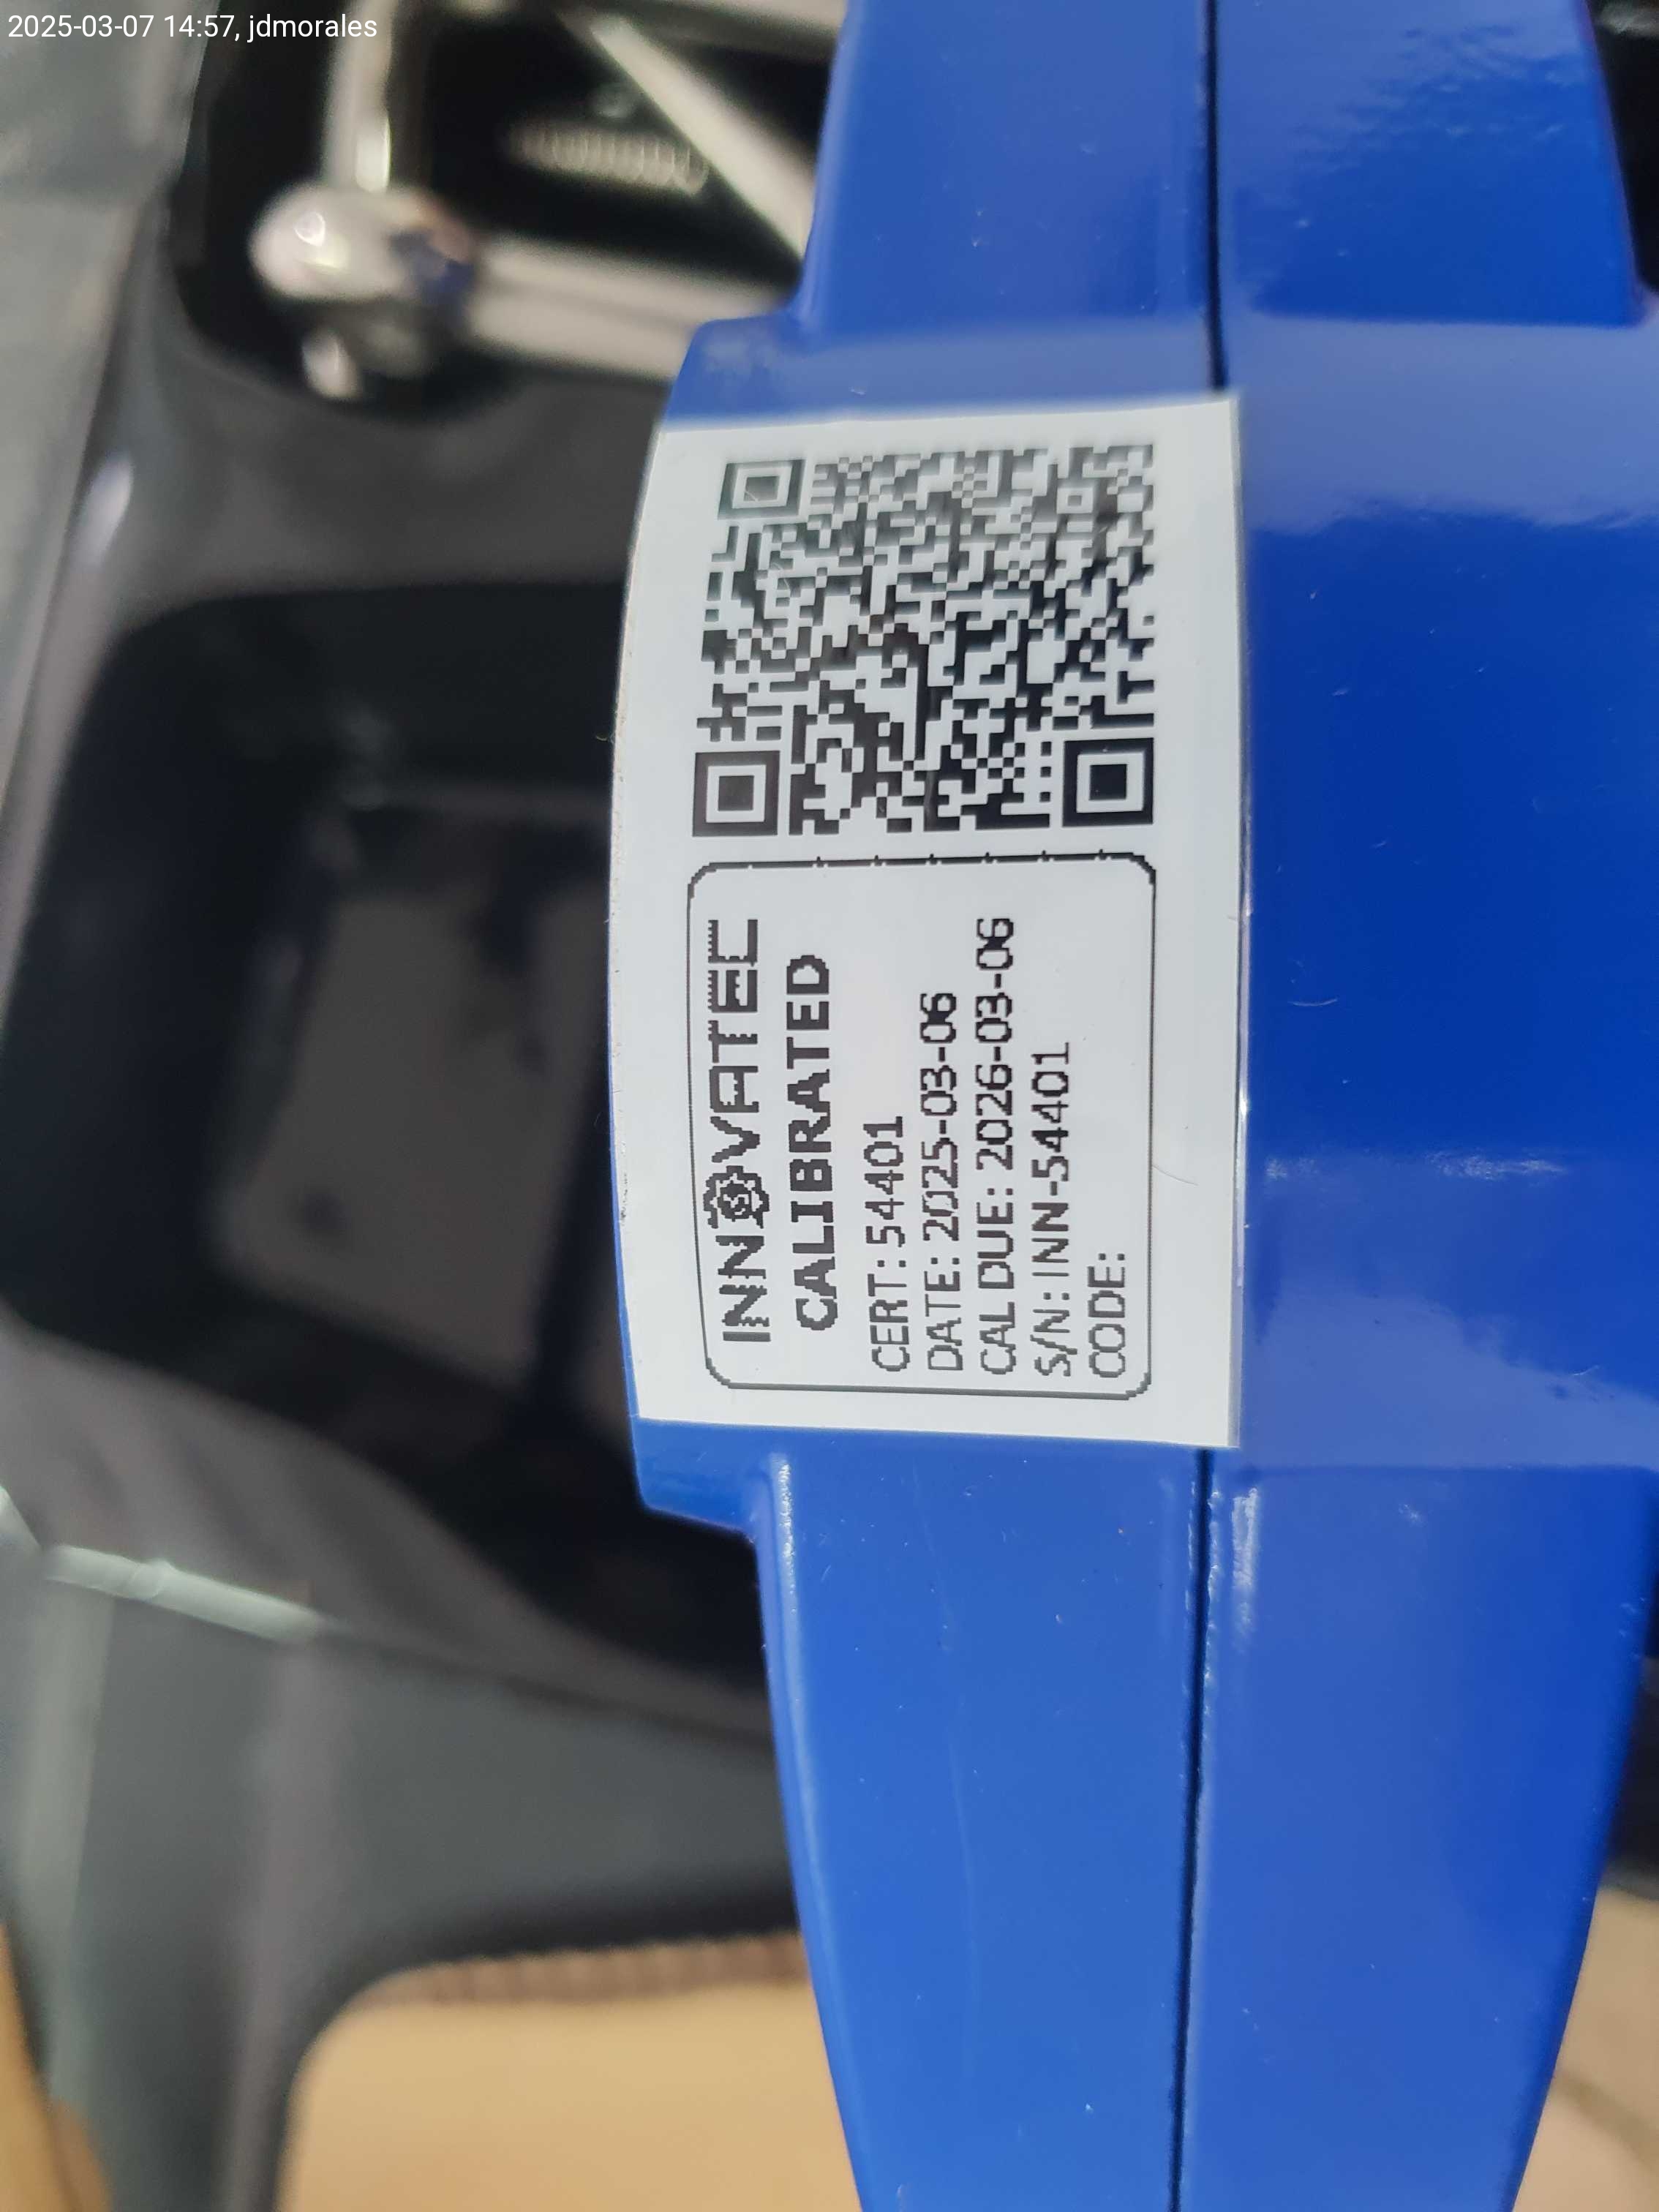 2025-03-07 14:57, jdmorales
INNOVATEC
CALIBRATED
CERT: 54401
DATE: 2025-03-06
CAL DUE: 2026-03-06
S/N: INN-54401
CODE: